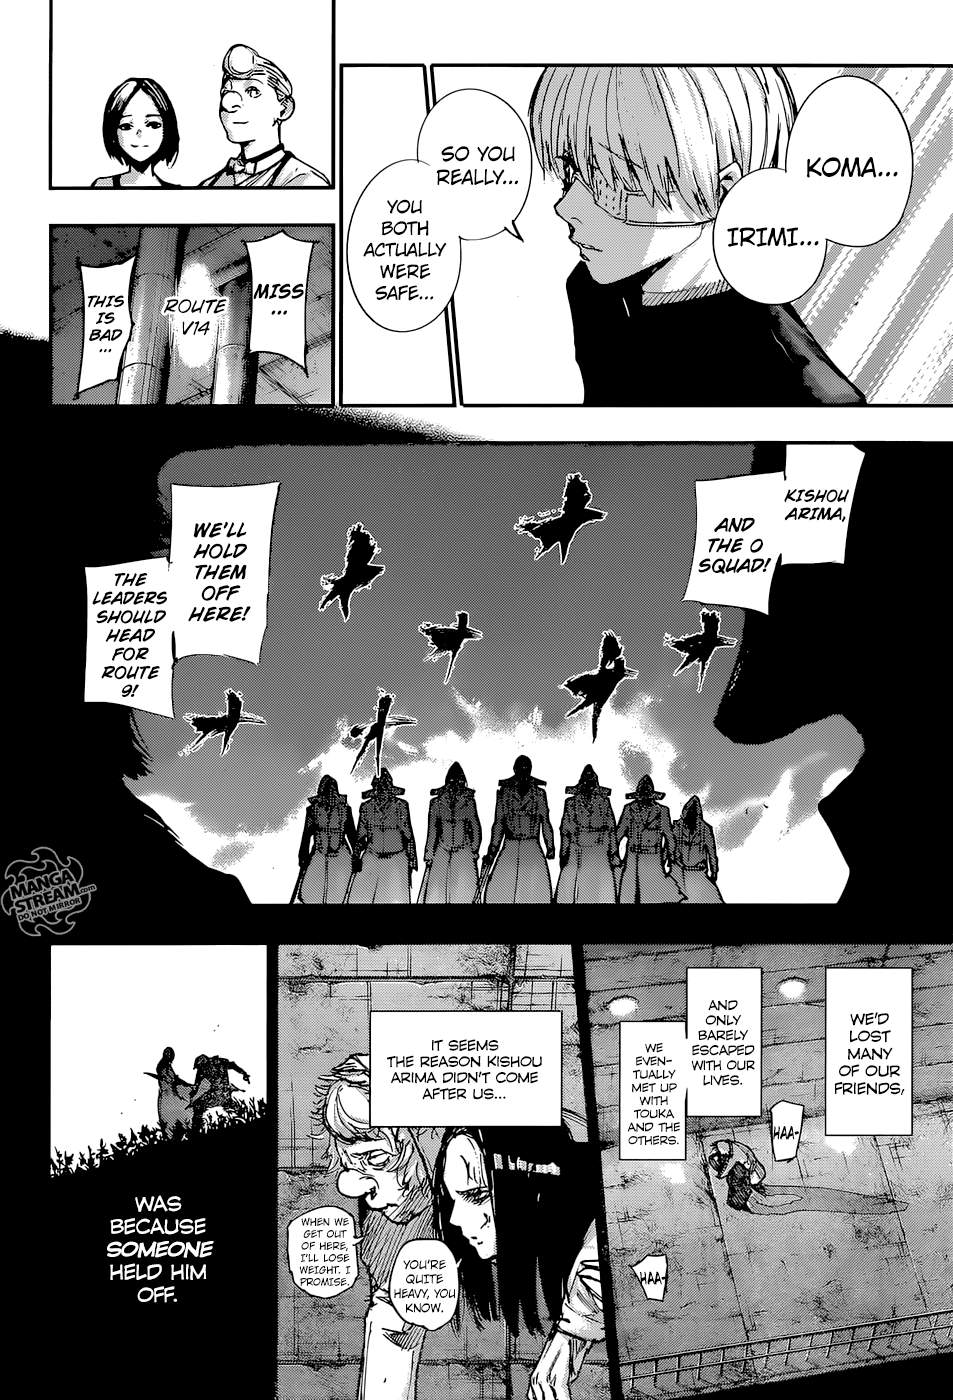 KOMA...
IRIMI...
SO YOU
REALLY...
YOU
BOTH
ACTUALLY
WERE
SAFE...
MISS
...
ROUTE
V14
THIS
IS
BAD
...
KISHOU
ARIMA,
AND
THE O
SQUAD!
WE'LL
HOLD
THEM
OFF
HERE!
THE
LEADERS
SHOULD
HEAD
FOR
ROUTE
9!
MANGA
STREAM.com
DO NOT MIRROR
WE'D
LOST
MANY
OF OUR
FRIENDS,
AND
ONLY
BARELY
ESCAPED
WITH OUR
LIVES.
WE
EVEN-
TUALLY
MET UP
WITH
TOUKA
AND THE
OTHERS.
HAA-
HAA-
IT SEEMS
THE REASON KISHOU
ARIMA DIDN'T COME
AFTER US...
YOU'RE
QUITE
HEAVY, YOU
KNOW.
WHEN WE
GET OUT
OF HERE,
I'LL LOSE
WEIGHT. I
PROMISE.
WAS
BECAUSE
SOMEONE
HELD HIM
OFF.